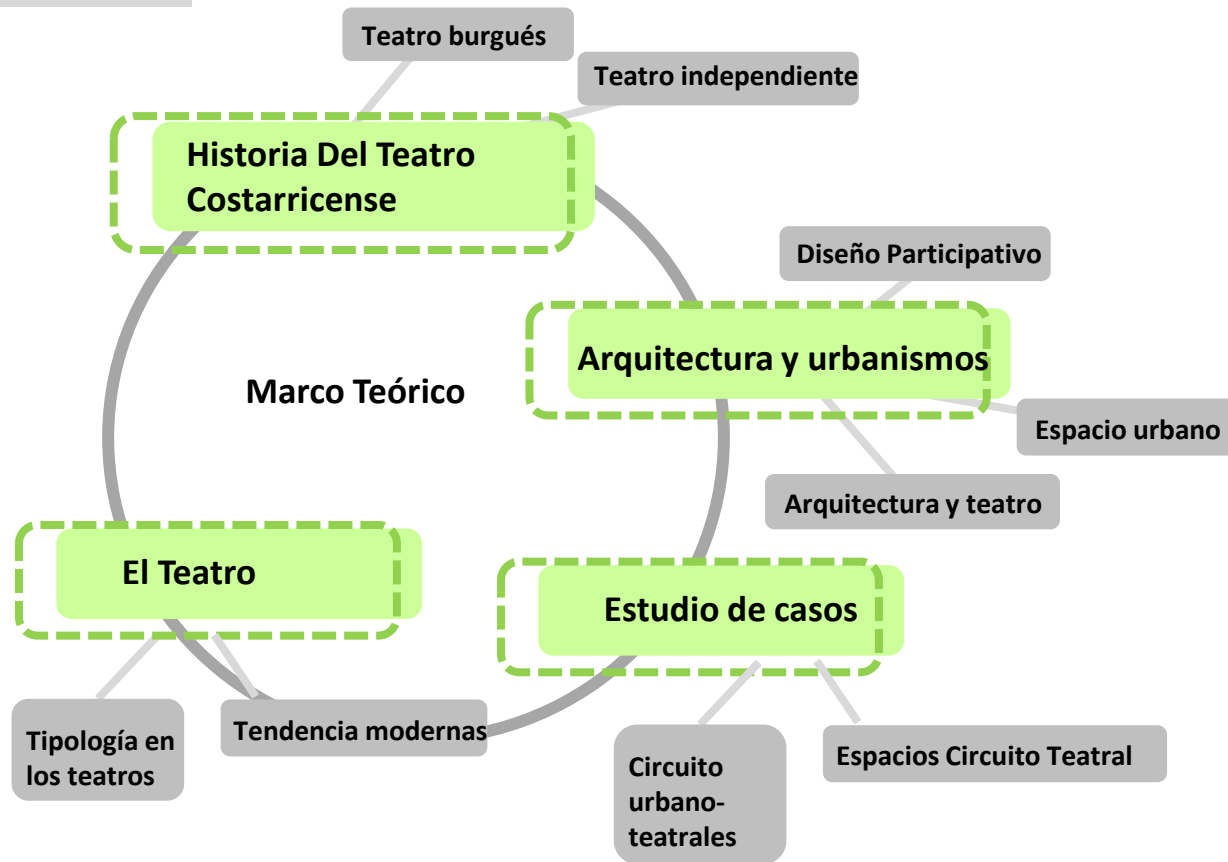 Teatro burgués
Teatro independiente
Historia Del Teatro
Costarricense
Diseño Participativo
Arquitectura y urbanismos
Marco Teórico
Espacio urbano
Arquitectura y teatro
El Teatro
Estudio de casos
Tipología en
los teatros
Tendencia modernas
Circuito
urbano-
teatrales
Espacios Circuito Teatral